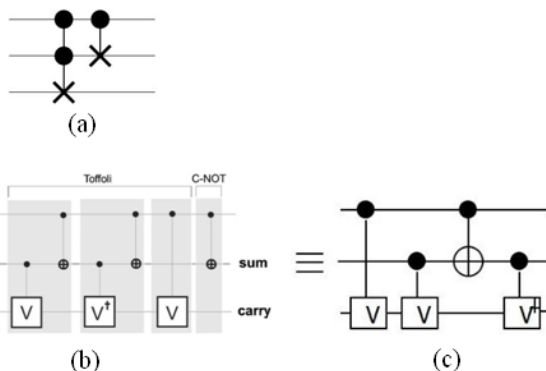 (a)
Toffoli C-NOT
sum
V V† V carry
V V V†
(b) (c)